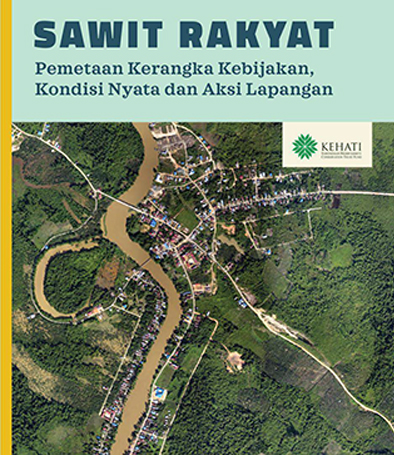 SAWIT RAKYAT
Pemetaan Kerangka Kebijakan,
Kondisi Nyata dan Aksi Lapangan
KEHATI